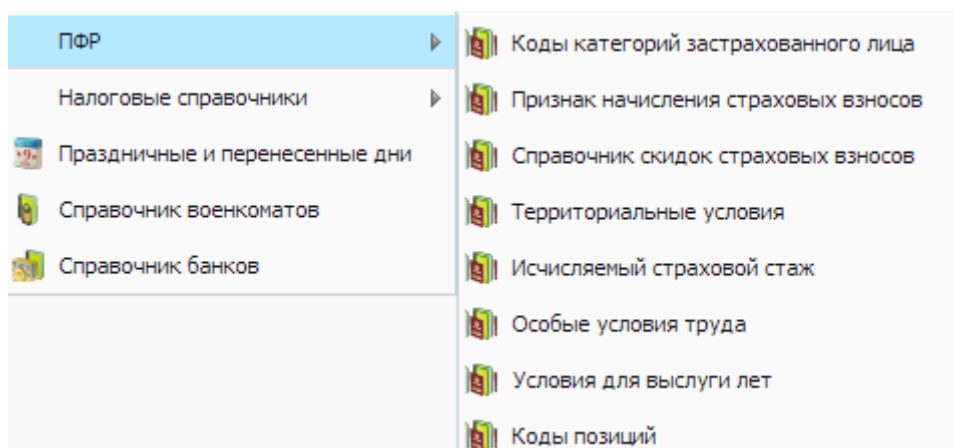 ПФР
Налоговые справочники
Праздничные и перенесенные дни
Справочник военкоматов
Справочник банков
Коды категорий застрахованного лица
Признак начисления страховых взносов
Справочник скидок страховых взносов
Территориальные условия
Исчисляемый страховой стаж
Особые условия труда
Условия для выслуги лет
Коды позиций